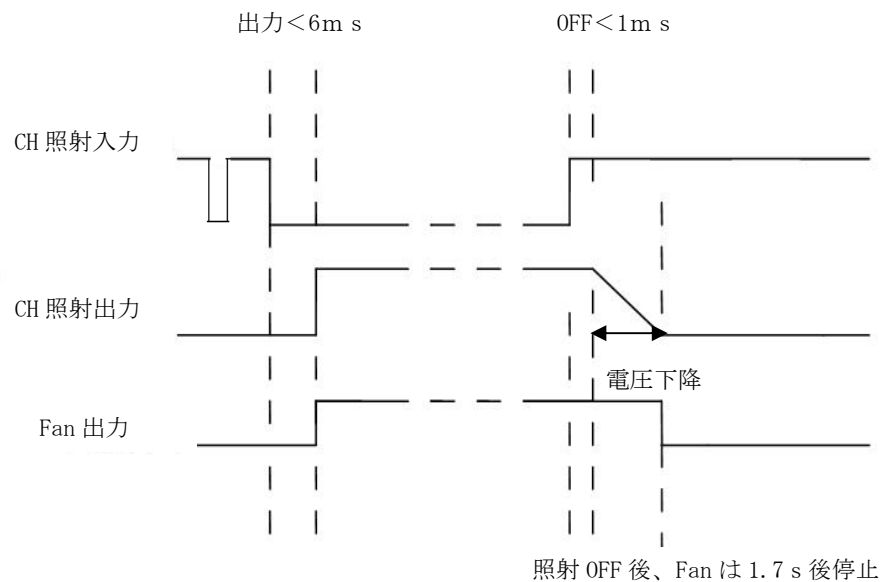 出力＜6ｍｓ
OFF＜1ｍｓ
CH 照射入力
CH 照射出力
電圧下降
Fan 出力
照射 OFF 後、Fan は 1.7ｓ後停止